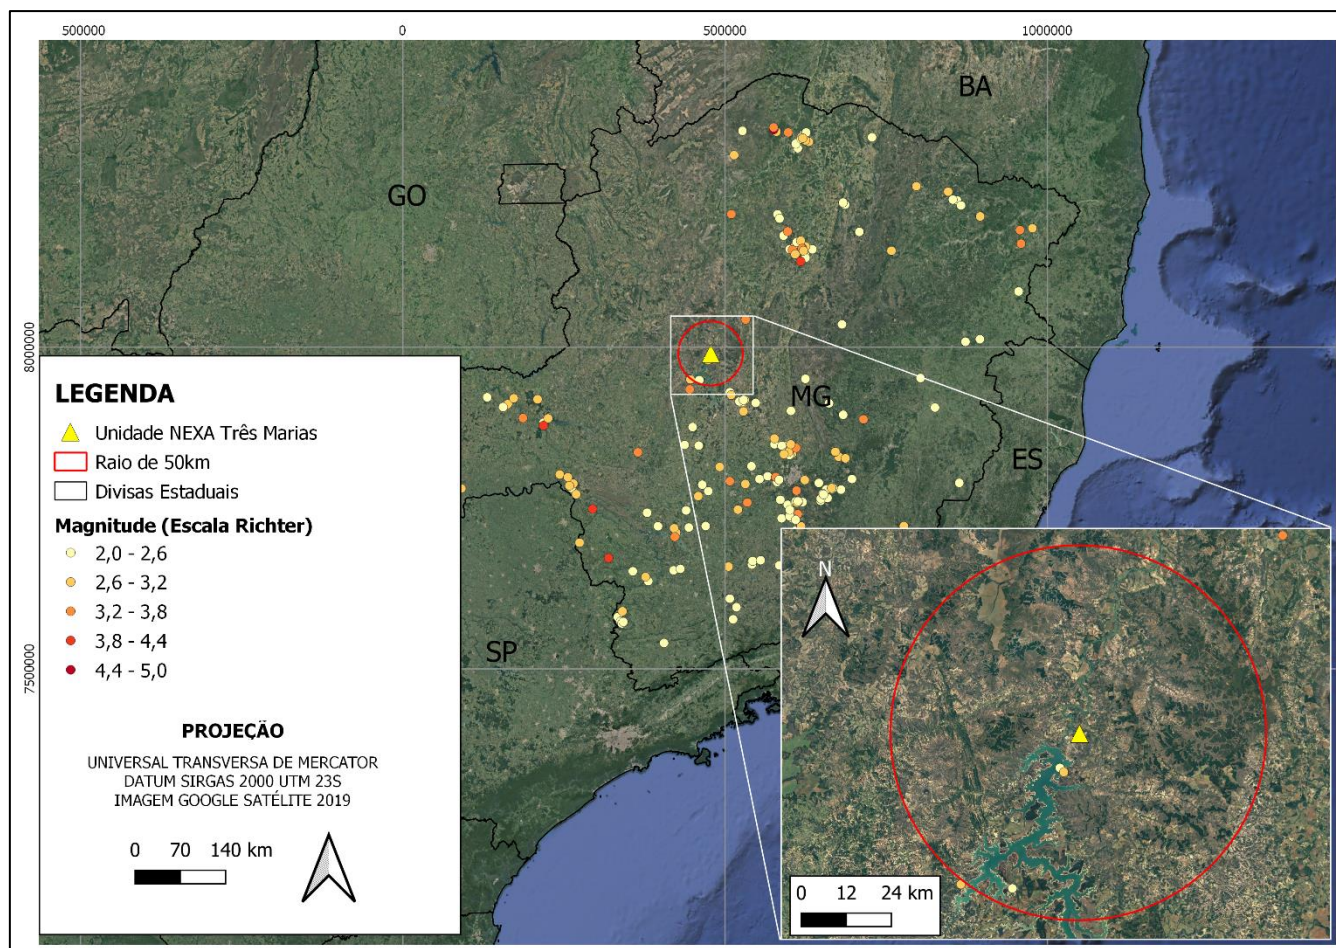 500000 0 500000 1000000
BA
GO
8000000
MG
ES
SP
7500000
LEGENDA
Unidade NEXA Três Marias
Raio de 50km
Divisas Estaduais
Magnitude (Escala Richter)
2,0 - 2,6
2,6 - 3,2
3,2 - 3,8
3,8 - 4,4
4,4 - 5,0
PROJEÇÃO
UNIVERSAL TRANSVERSA DE MERCATOR
DATUM SIRGAS 2000 UTM 23S
IMAGEM GOOGLE SATÉLITE 2019
0 70 140 km
N
0 12 24 km